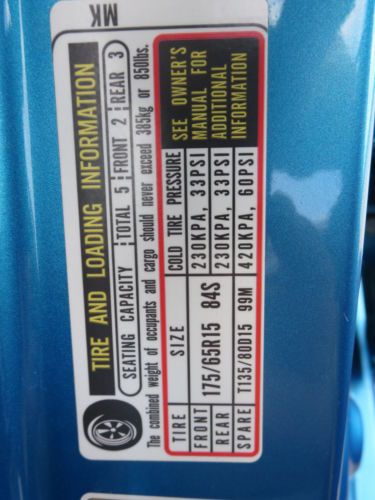 MK
TIRE AND LOADING INFORMATION
SEATING CAPACITY TOTAL 5 FRONT 2 REAR 3
The combined weight of occupants and cargo should never exceed 385kg or 850lbs.
TIRE SIZE COLD TIRE PRESSURE SEE OWNER'S MANUAL FOR ADDITIONAL INFORMATION
FRONT 175/65R15 84S 230KPA, 33PSI
REAR 230KPA, 33PSI
SPARE T135/80D15 99M 420KPA, 60PSI